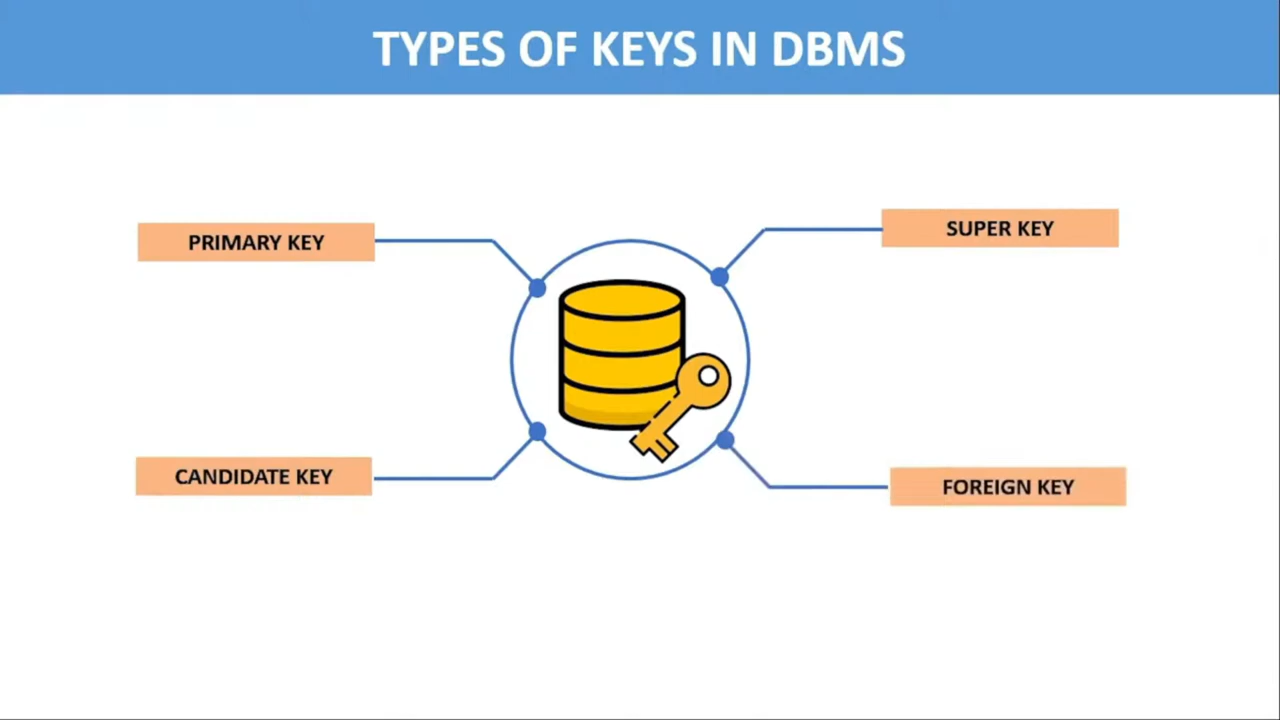 TYPES OF KEYS IN DBMS
PRIMARY KEY
SUPER KEY
CANDIDATE KEY
FOREIGN KEY